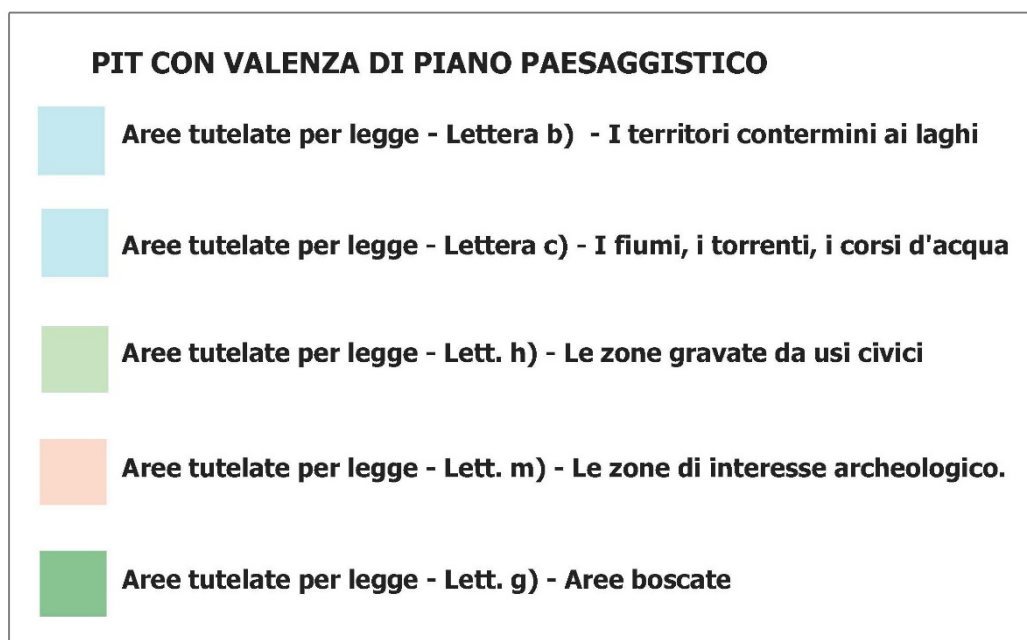 PIT CON VALENZA DI PIANO PAESAGGISTICO
Aree tutelate per legge - Lettera b) - I territori contermini ai laghi
Aree tutelate per legge - Lettera c) - I fiumi, i torrenti, i corsi d'acqua
Aree tutelate per legge - Lett. h) - Le zone gravate da usi civici
Aree tutelate per legge - Lett. m) - Le zone di interesse archeologico.
Aree tutelate per legge - Lett. g) - Aree boscate